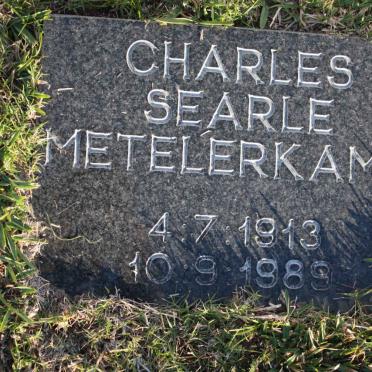 CHARLES
SEARLE
METELERKAM
4·7·1913
10·9·1989